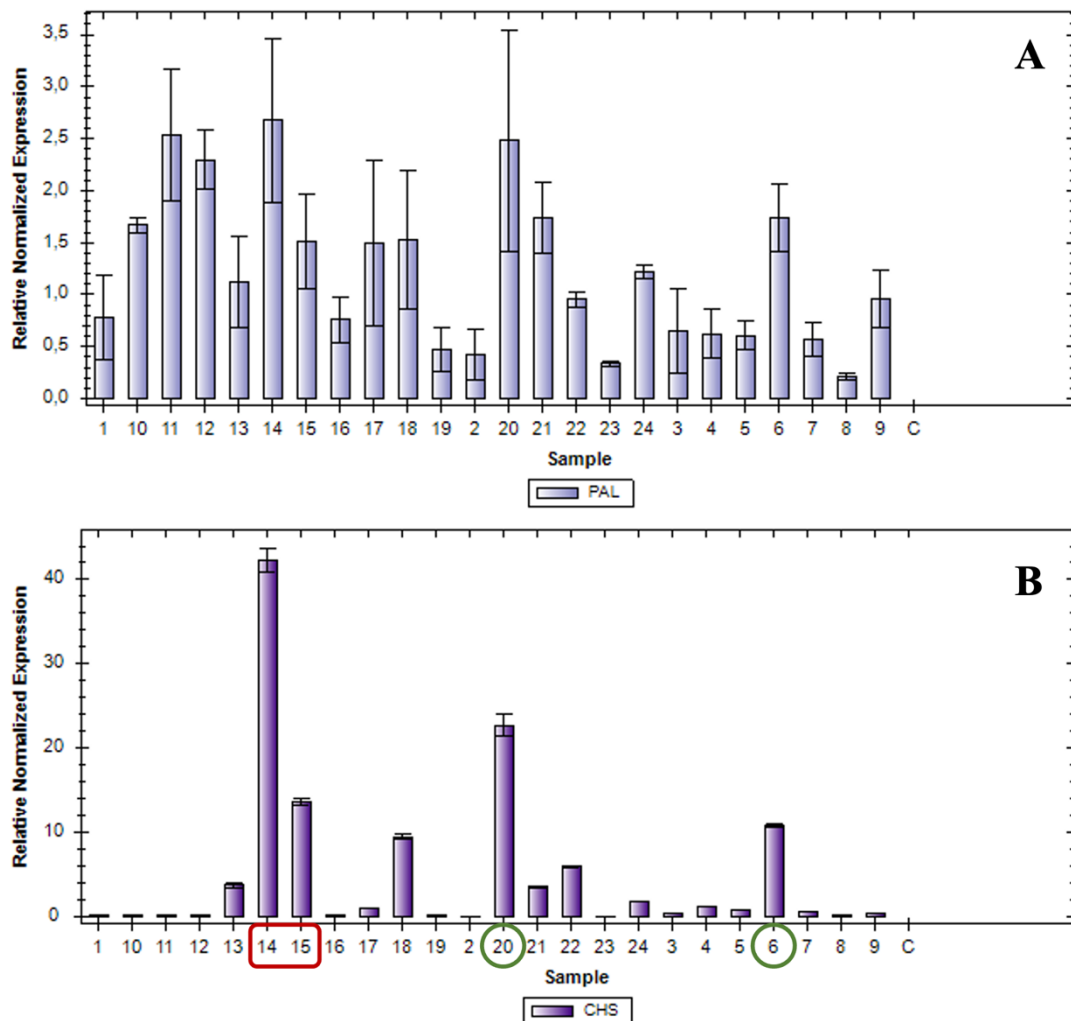 A
Relative Normalized Expression
3,5
3,0
2,5
2,0
1,5
1,0
0,5
0,0
1 10 11 12 13 14 15 16 17 18 19 2 20 21 22 23 24 3 4 5 6 7 8 9 C
Sample
PAL
B
Relative Normalized Expression
40
30
20
10
0
1 10 11 12 13 14 15 16 17 18 19 2 20 21 22 23 24 3 4 5 6 7 8 9 C
Sample
CHS